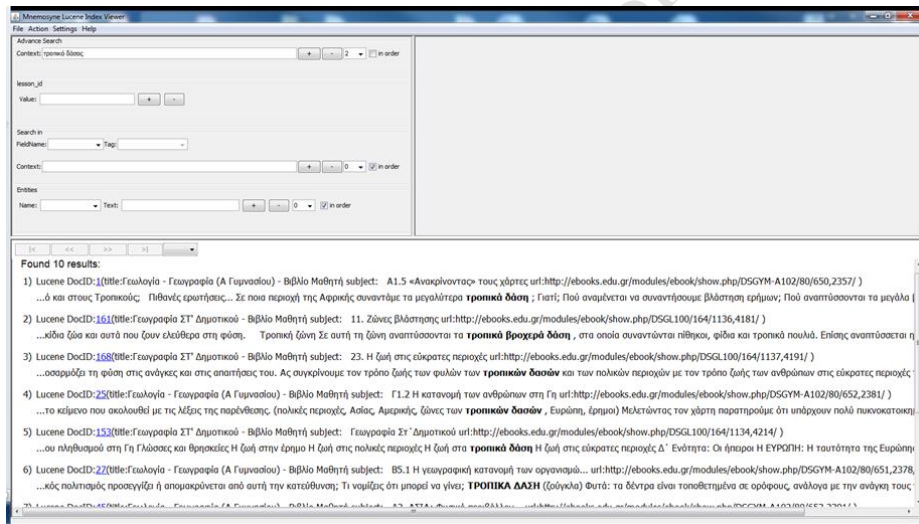 Mnemosyne Lucene Index Viewer
File Action Settings Help
Advance Search
Context: τροπικό δάσος + - 2 in order
lesson_id
Value: + -
Search in
FieldName: Tag:
Context: + - 0 in order
Entities
Name: Text: + - 0 in order
|< << >> >|
Found 10 results:
1) Lucene DocID:1(title:Γεωλογία - Γεωγραφία (Α Γυμνασίου) - Βιβλίο Μαθητή subject: Α1.5 «Ανακρίνοντας» τους χάρτες url:http://ebooks.edu.gr/modules/ebook/show.php/DSGYM-A102/80/650,2357/ )
...ό και στους Τροπικούς; Πιθανές ερωτήσεις... Σε ποια περιοχή της Αφρικής συναντάμε τα μεγαλύτερα τροπικά δάση ; Γιατί; Πού αναμένεται να συναντήσουμε βλάστηση ερήμων; Πού αναπτύσσονται τα μεγάλα
2) Lucene DocID:161(title:Γεωγραφία ΣΤ' Δημοτικού - Βιβλίο Μαθητή subject: 11. Ζώνες βλάστησης url:http://ebooks.edu.gr/modules/ebook/show.php/DSGL100/164/1136,4181/ )
...κίδια ζώα και αυτά που ζουν ελεύθερα στη φύση. Τροπική ζώνη Σε αυτή τη ζώνη αναπτύσσονται τα τροπικά βροχερά δάση , στα οποία συναντώνται πίθηκοι, φίδια και τροπικά πουλιά. Επίσης αναπτύσσεται η
3) Lucene DocID:168(title:Γεωγραφία ΣΤ' Δημοτικού - Βιβλίο Μαθητή subject: 23. Η ζωή στις εύκρατες περιοχές url:http://ebooks.edu.gr/modules/ebook/show.php/DSGL100/164/1137,4191/ )
...οσαρμόζει τη φύση στις ανάγκες και στις απαιτήσεις του. Ας συγκρίνουμε τον τρόπο ζωής των φυλών των τροπικών δασών και των πολικών περιοχών με τον τρόπο ζωής των ανθρώπων στις εύκρατες περιοχές
4) Lucene DocID:25(title:Γεωλογία - Γεωγραφία (Α Γυμνασίου) - Βιβλίο Μαθητή subject: Γ1.2 Η κατανομή των ανθρώπων στη Γη url:http://ebooks.edu.gr/modules/ebook/show.php/DSGYM-A102/80/652,2381/ )
...το κείμενο που ακολουθεί με τις λέξεις της παρένθεσης. (πολικές περιοχές, Ασίας, Αμερικής, ζώνες των τροπικών δασών , Ευρώπη, έρημοι) Μελετώντας τον χάρτη παρατηρούμε ότι υπάρχουν πολύ
5) Lucene DocID:153(title:Γεωγραφία ΣΤ' Δημοτικού - Βιβλίο Μαθητή subject: Γεωγραφία Στ΄Δημοτικού url:http://ebooks.edu.gr/modules/ebook/show.php/DSGL100/164/1134,4214/ )
...ου πληθυσμού στη Γη Γλώσσες και θρησκείες Η ζωή στην έρημο Η ζωή στις πολικές περιοχές Η ζωή στα τροπικά δάση Η ζωή στις εύκρατες περιοχές Δ΄ Ενότητα: Οι ήπειροι Η ΕΥΡΩΠΗ: Η ταυτότητα της
6) Lucene DocID:27(title:Γεωλογία - Γεωγραφία (Α Γυμνασίου) - Βιβλίο Μαθητή subject: Β5.1 Η γεωγραφική κατανομή των οργανισμώ... url:http://ebooks.edu.gr/modules/ebook/show.php/DSGYM-A102/80/651,2378,
...κός πολιτισμός προσεγγίζει ή απομακρύνεται από αυτή την κατεύθυνση; Τι νομίζεις ότι μπορεί να γίνει; ΤΡΟΠΙΚΑ ΔΑΣΗ (ζούγκλα) Φυτά: τα δέντρα είναι τοποθετημένα σε ορόφους, ανάλογα με την ανάγκη τους